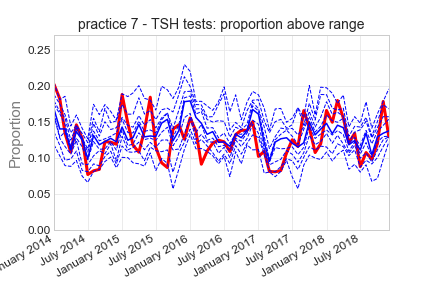 practice 7 - TSH tests: proportion above range
Proportion
0.25
0.20
0.15
0.10
0.05
0.00
nuary 2014
July 2014
January 2015
July 2015
January 2016
July 2016
January 2017
July 2017
January 2018
July 2018